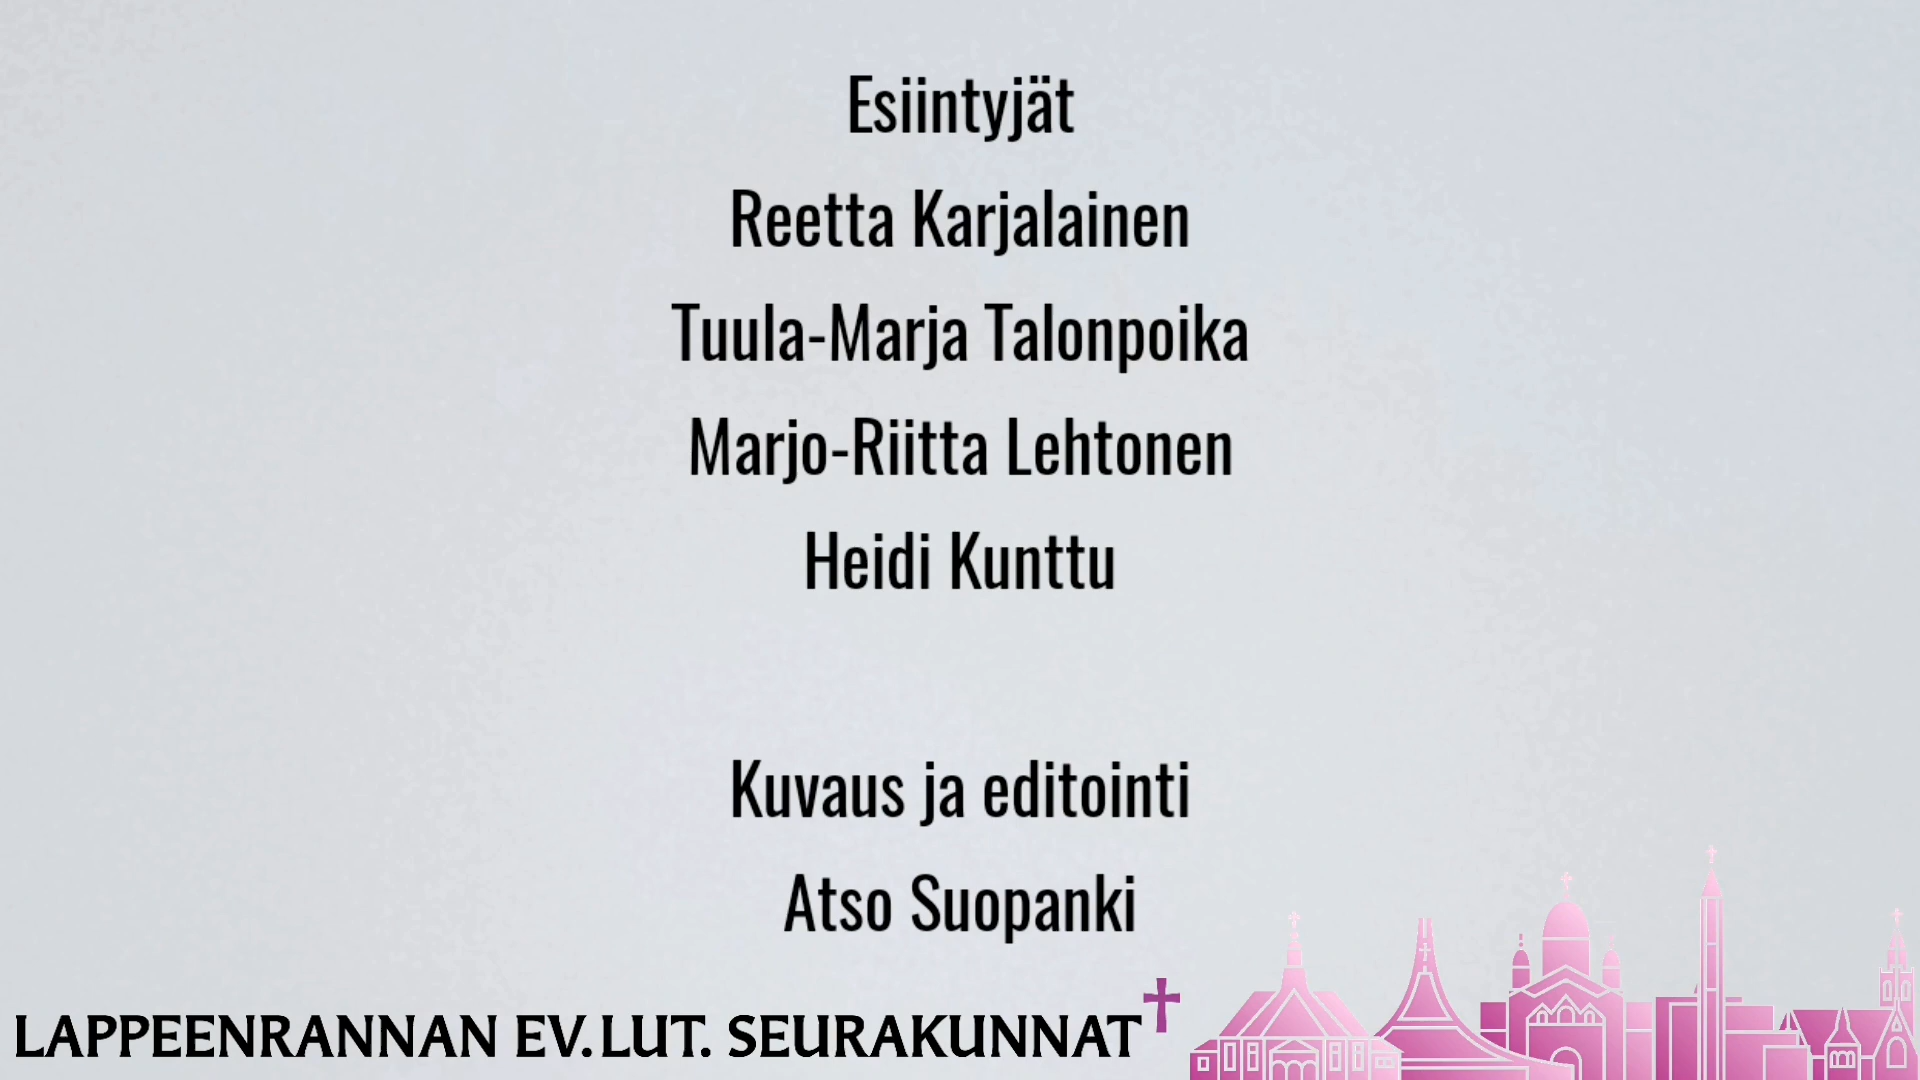 Esiintyjät
Reetta Karjalainen
Tuula-Marja Talonpoika
Marjo-Riitta Lehtonen
Heidi Kunttu
Kuvaus ja editointi
Atso Suopanki
LAPPEENRANNAN EV.LUT. SEURAKUNNAT